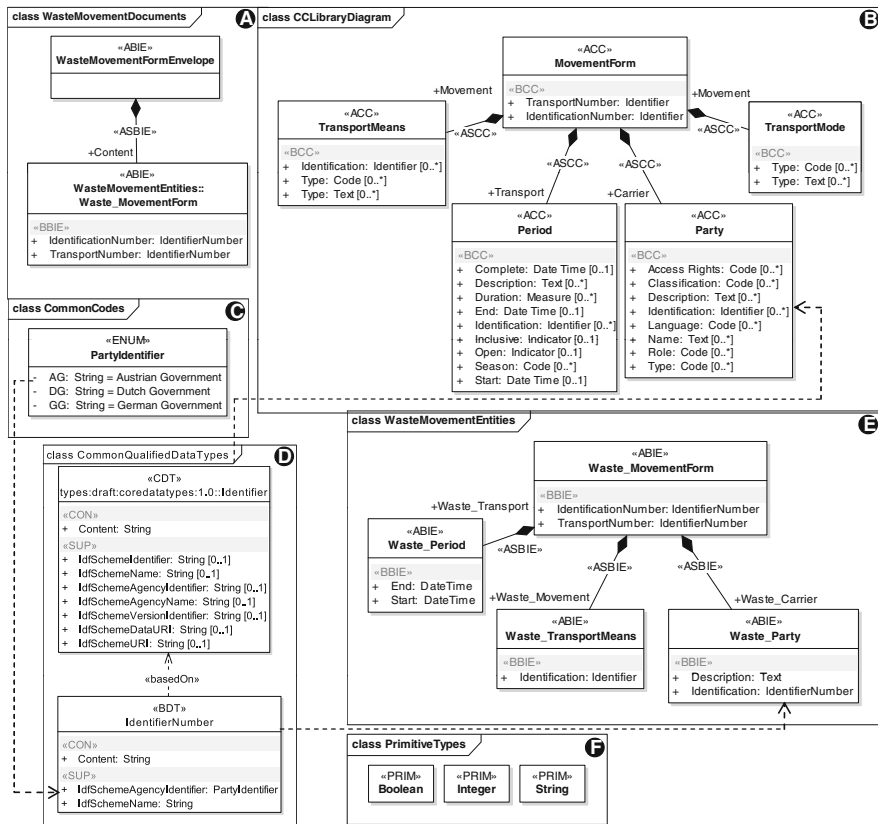 class WasteMovementDocuments
A
«ABIE»
WasteMovementFormEnvelope
«ASBIE»
+Content
«ABIE»
WasteMovementEntities::
Waste_MovementForm
«BBIE»
+ IdentificationNumber: IdentifierNumber
+ TransportNumber: IdentifierNumber
class CCLibraryDiagram
B
«ACC»
MovementForm
«BCC»
+ TransportNumber: Identifier
+ IdentificationNumber: Identifier
+Movement
«ASCC»
+Movement
«ASCC»
«ACC»
TransportMeans
«BCC»
+ Identification: Identifier [0..*]
+ Type: Code [0..*]
+ Type: Text [0..*]
«ACC»
TransportMode
«BCC»
+ Type: Code [0..*]
+ Type: Text [0..*]
«ASCC»
«ASCC»
+Transport
+Carrier
«ACC»
Period
«BCC»
+ Complete: Date Time [0..1]
+ Description: Text [0..*]
+ Duration: Measure [0..*]
+ End: Date Time [0..1]
+ Identification: Identifier [0..*]
+ Inclusive: Indicator [0..1]
+ Open: Indicator [0..1]
+ Season: Code [0..*]
+ Start: Date Time [0..1]
«ACC»
Party
«BCC»
+ Access Rights: Code [0..*]
+ Classification: Code [0..*]
+ Description: Text [0..*]
+ Identification: Identifier [0..*]
+ Language: Code [0..*]
+ Name: Text [0..*]
+ Role: Code [0..*]
+ Type: Code [0..*]
class CommonCodes
C
«ENUM»
PartyIdentifier
- AG: String = Austrian Government
- DG: String = Dutch Government
- GG: String = German Government
class CommonQualifiedDataTypes
D
«CDT»
types:draft:coredatatypes:1.0::Identifier
«CON»
+ Content: String
«SUP»
+ IdfSchemeIdentifier: String [0..1]
+ IdfSchemeName: String [0..1]
+ IdfSchemeAgencyIdentifier: String [0..1]
+ IdfSchemeAgencyName: String [0..1]
+ IdfSchemeVersionIdentifier: String [0..1]
+ IdfSchemeDataURI: String [0..1]
+ IdfSchemeURI: String [0..1]
«basedOn»
«BDT»
IdentifierNumber
«CON»
+ Content: String
«SUP»
+ IdfSchemeAgencyIdentifier: PartyIdentifier
+ IdfSchemeName: String
class WasteMovementEntities
E
«ABIE»
Waste_MovementForm
«BBIE»
+ IdentificationNumber: IdentifierNumber
+ TransportNumber: IdentifierNumber
+Waste_Transport
«ASBIE»
«ABIE»
Waste_Period
«BBIE»
+ End: DateTime
+ Start: DateTime
«ASBIE»
«ASBIE»
+Waste_Movement
+Waste_Carrier
«ABIE»
Waste_TransportMeans
«BBIE»
+ Identification: Identifier
«ABIE»
Waste_Party
«BBIE»
+ Description: Text
+ Identification: IdentifierNumber
class PrimitiveTypes
F
«PRIM»
Boolean
«PRIM»
Integer
«PRIM»
String